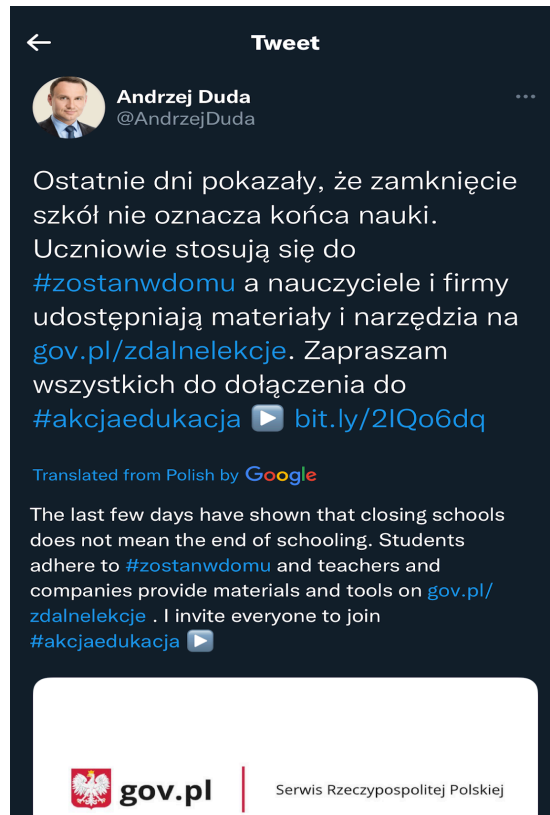 Tweet
Andrzej Duda
@AndrzejDuda
Ostatnie dni pokazały, że zamknięcie
szkół nie oznacza końca nauki.
Uczniowie stosują się do
#zostanwdomu a nauczyciele i firmy
udostępniają materiały i narzędzia na
gov.pl/zdalnelekcje. Zapraszam
wszystkich do dołączenia do
#akcjaedukacja ▶️ bit.ly/2IQo6dq
Translated from Polish by Google
The last few days have shown that closing schools
does not mean the end of schooling. Students
adhere to #zostanwdomu and teachers and
companies provide materials and tools on gov.pl/
zdalnelekcje . I invite everyone to join
#akcjaedukacja ▶️
gov.pl
Serwis Rzeczypospolitej Polskiej